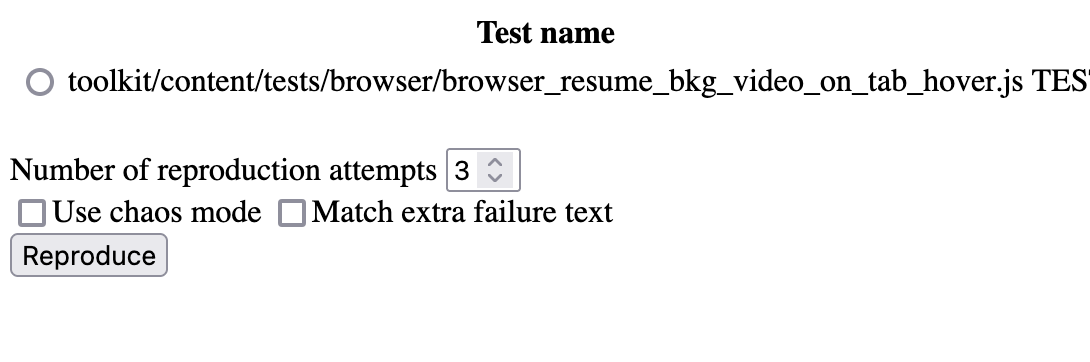 Test name
toolkit/content/tests/browser/browser_resume_bkg_video_on_tab_hover.js TES
Number of reproduction attempts 3
Use chaos mode Match extra failure text
Reproduce